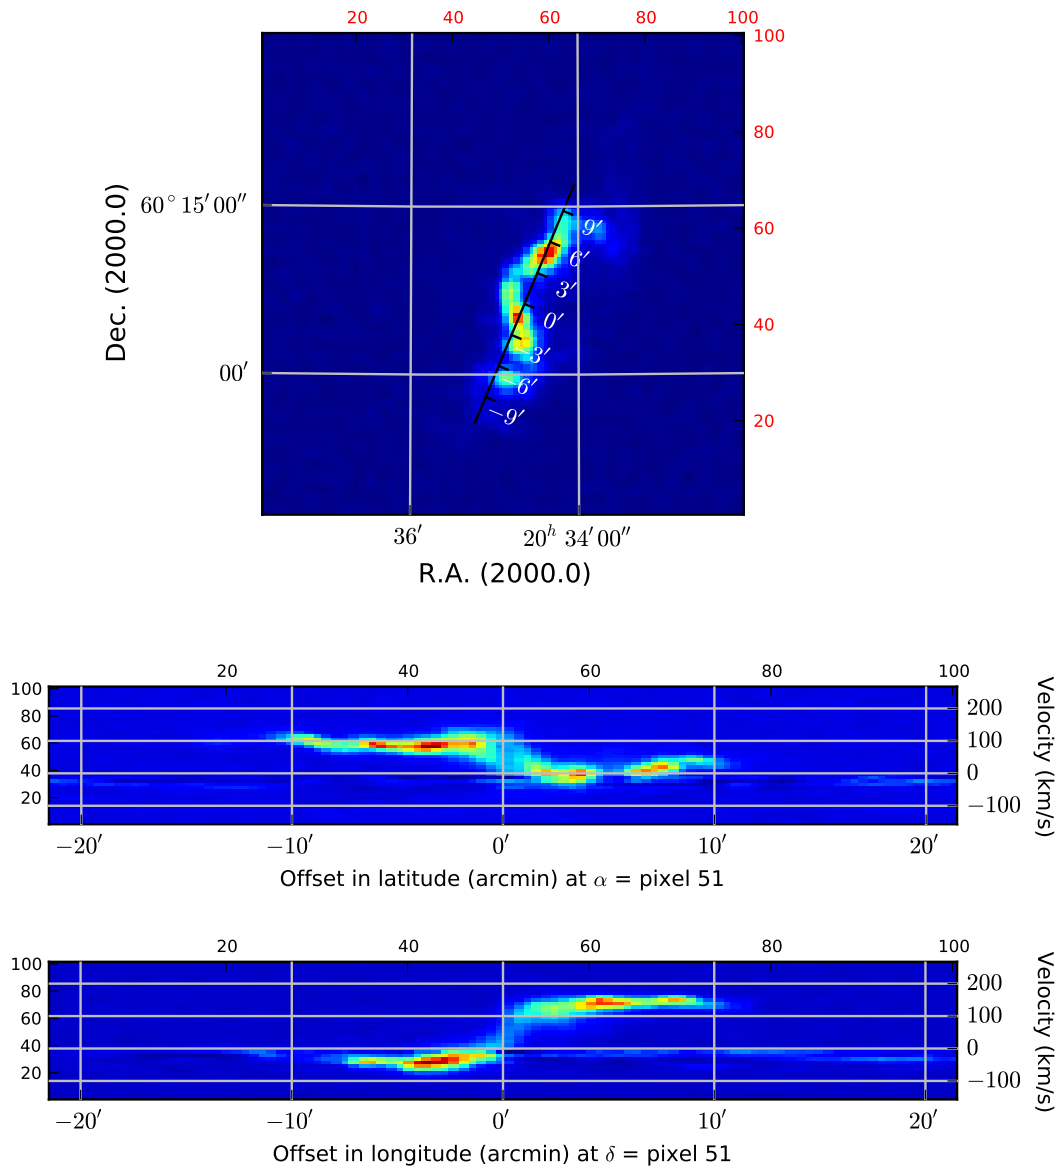 20 40 60 80 100
100
80
60
40
20
Dec. (2000.0)
60° 15′ 00″
00′
9′
6′
3′
0′
−3′
−6′
−9′
36′ 20ʰ 34′ 00″
R.A. (2000.0)
20 40 60 80 100
100
80
60
40
20
200
100
0
−100
Velocity (km/s)
−20′ −10′ 0′ 10′ 20′
Offset in latitude (arcmin) at α = pixel 51
20 40 60 80 100
100
80
60
40
20
200
100
0
−100
Velocity (km/s)
−20′ −10′ 0′ 10′ 20′
Offset in longitude (arcmin) at δ = pixel 51